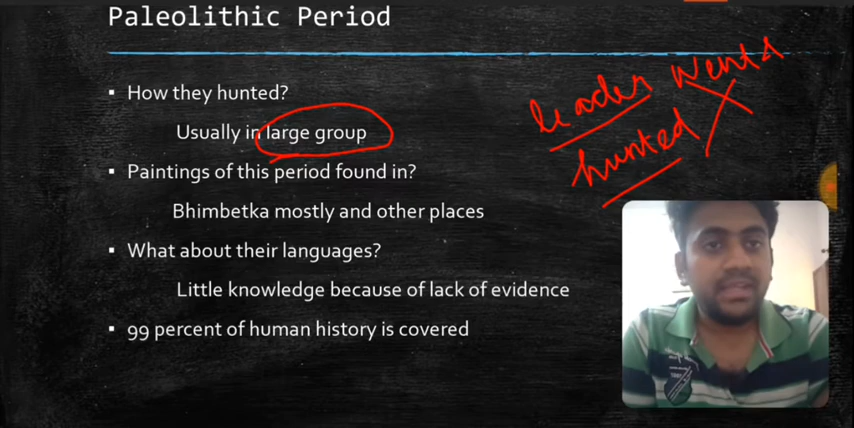 Paleolithic Period
▪ How they hunted?
Usually in large group
▪ Paintings of this period found in?
Bhimbetka mostly and other places
▪ What about their languages?
Little knowledge because of lack of evidence
▪ 99 percent of human history is covered
leader went
hunted